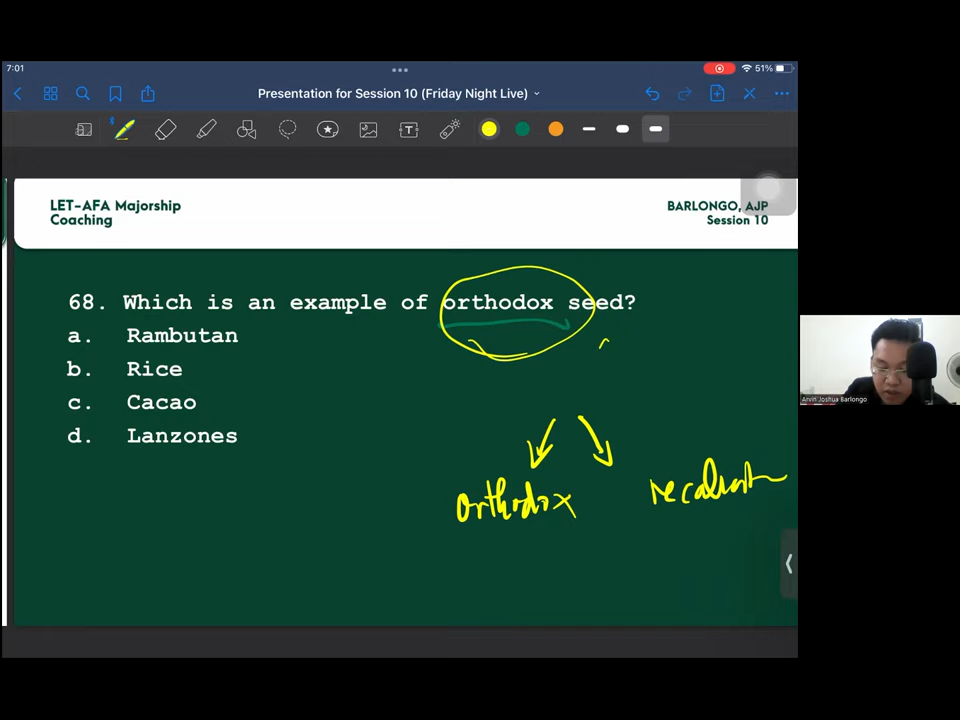 7:01
51%
Presentation for Session 10 (Friday Night Live)
T
LET-AFA Majorship
Coaching
BARLONGO, AJP
Session 10
68. Which is an example of orthodox seed?
a. Rambutan
b. Rice
c. Cacao
d. Lanzones
orthodox
Arvin Joshua Barlongo